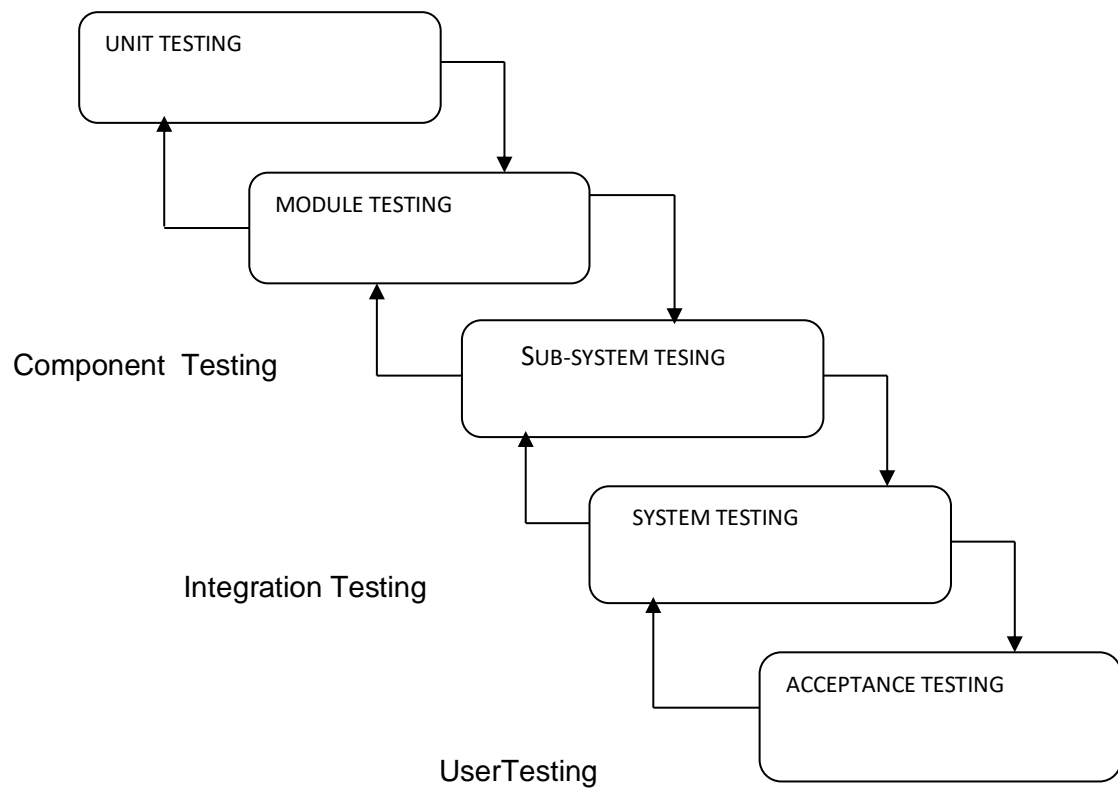 UNIT TESTING
MODULE TESTING
Component Testing
SUB-SYSTEM TESING
SYSTEM TESTING
Integration Testing
ACCEPTANCE TESTING
UserTesting